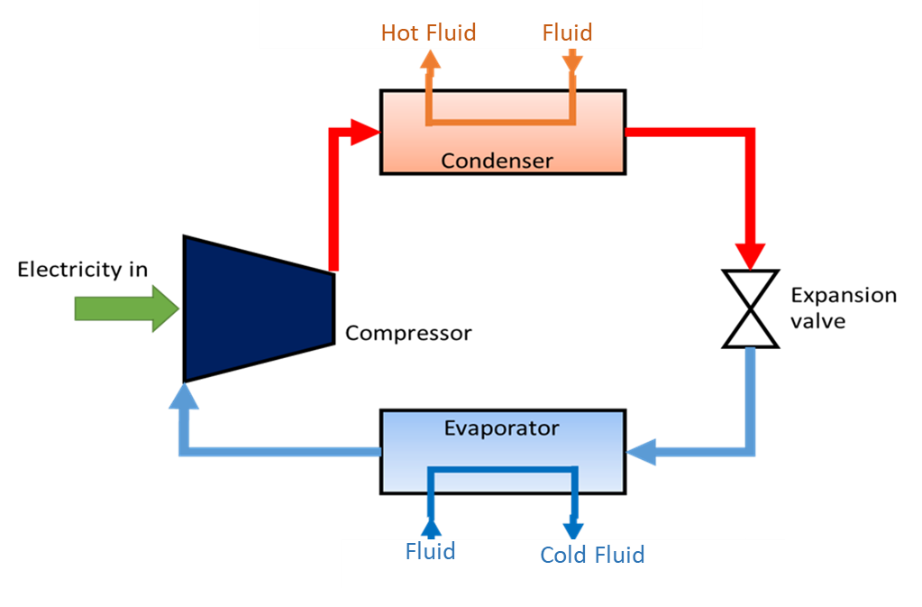 Hot Fluid
Fluid
Condenser
Electricity in
Compressor
Expansion
valve
Evaporator
Fluid
Cold Fluid